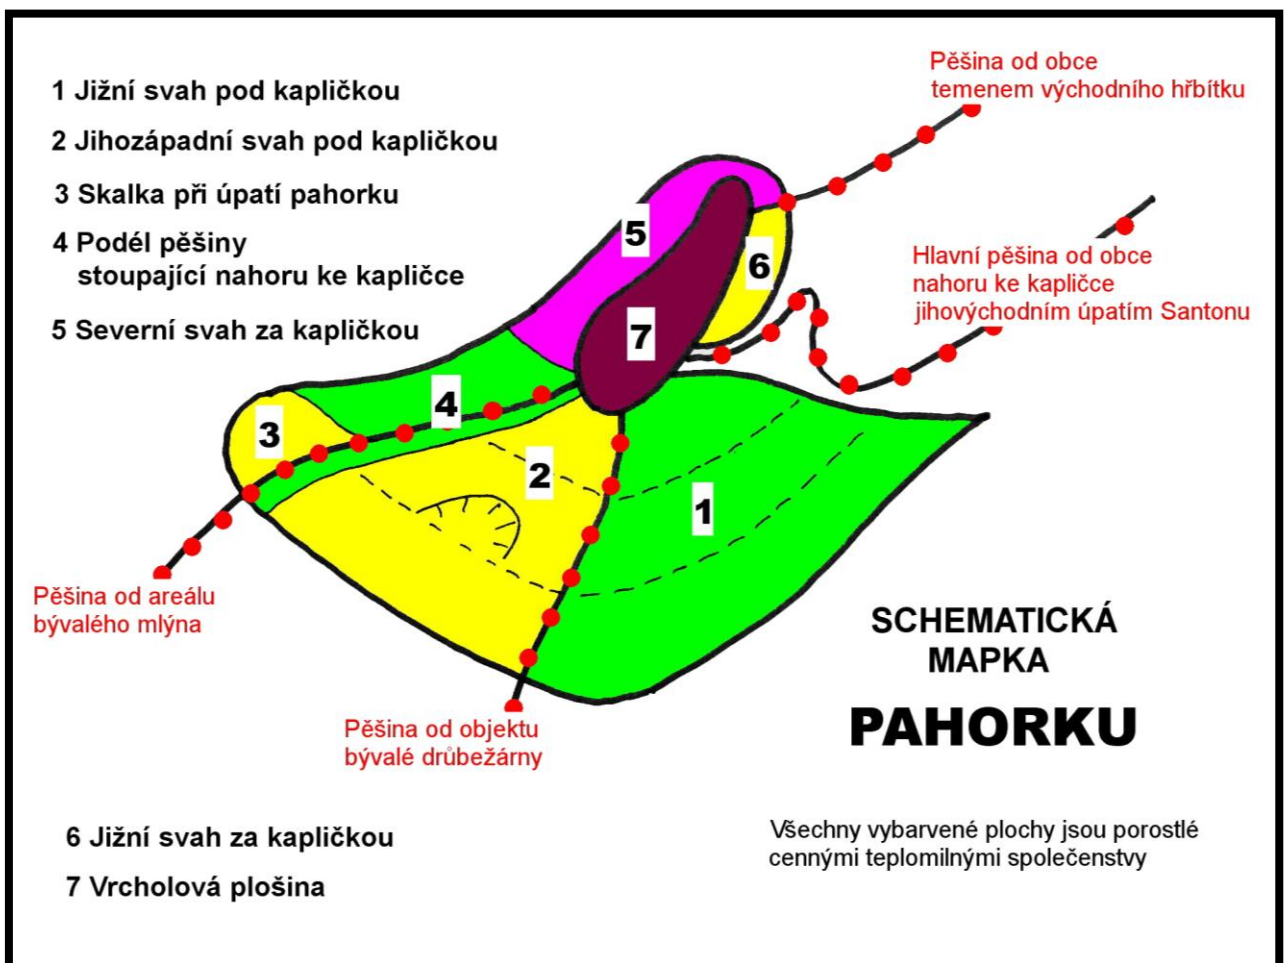 1 Jižní svah pod kapličkou
2 Jihozápadní svah pod kapličkou
3 Skalka při úpatí pahorku
4 Podél pěšiny
stoupající nahoru ke kapličce
5 Severní svah za kapličkou
Pěšina od obce
temenem východního hřbítku
Hlavní pěšina od obce
nahoru ke kapličce
jihovýchodním úpatím Santonu
5
6
7
4
3
2
1
Pěšina od areálu
bývalého mlýna
Pěšina od objektu
bývalé drůbežárny
SCHEMATICKÁ
MAPKA
PAHORKU
6 Jižní svah za kapličkou
7 Vrcholová plošina
Všechny vybarvené plochy jsou porostlé
cennými teplomilnými společenstvy